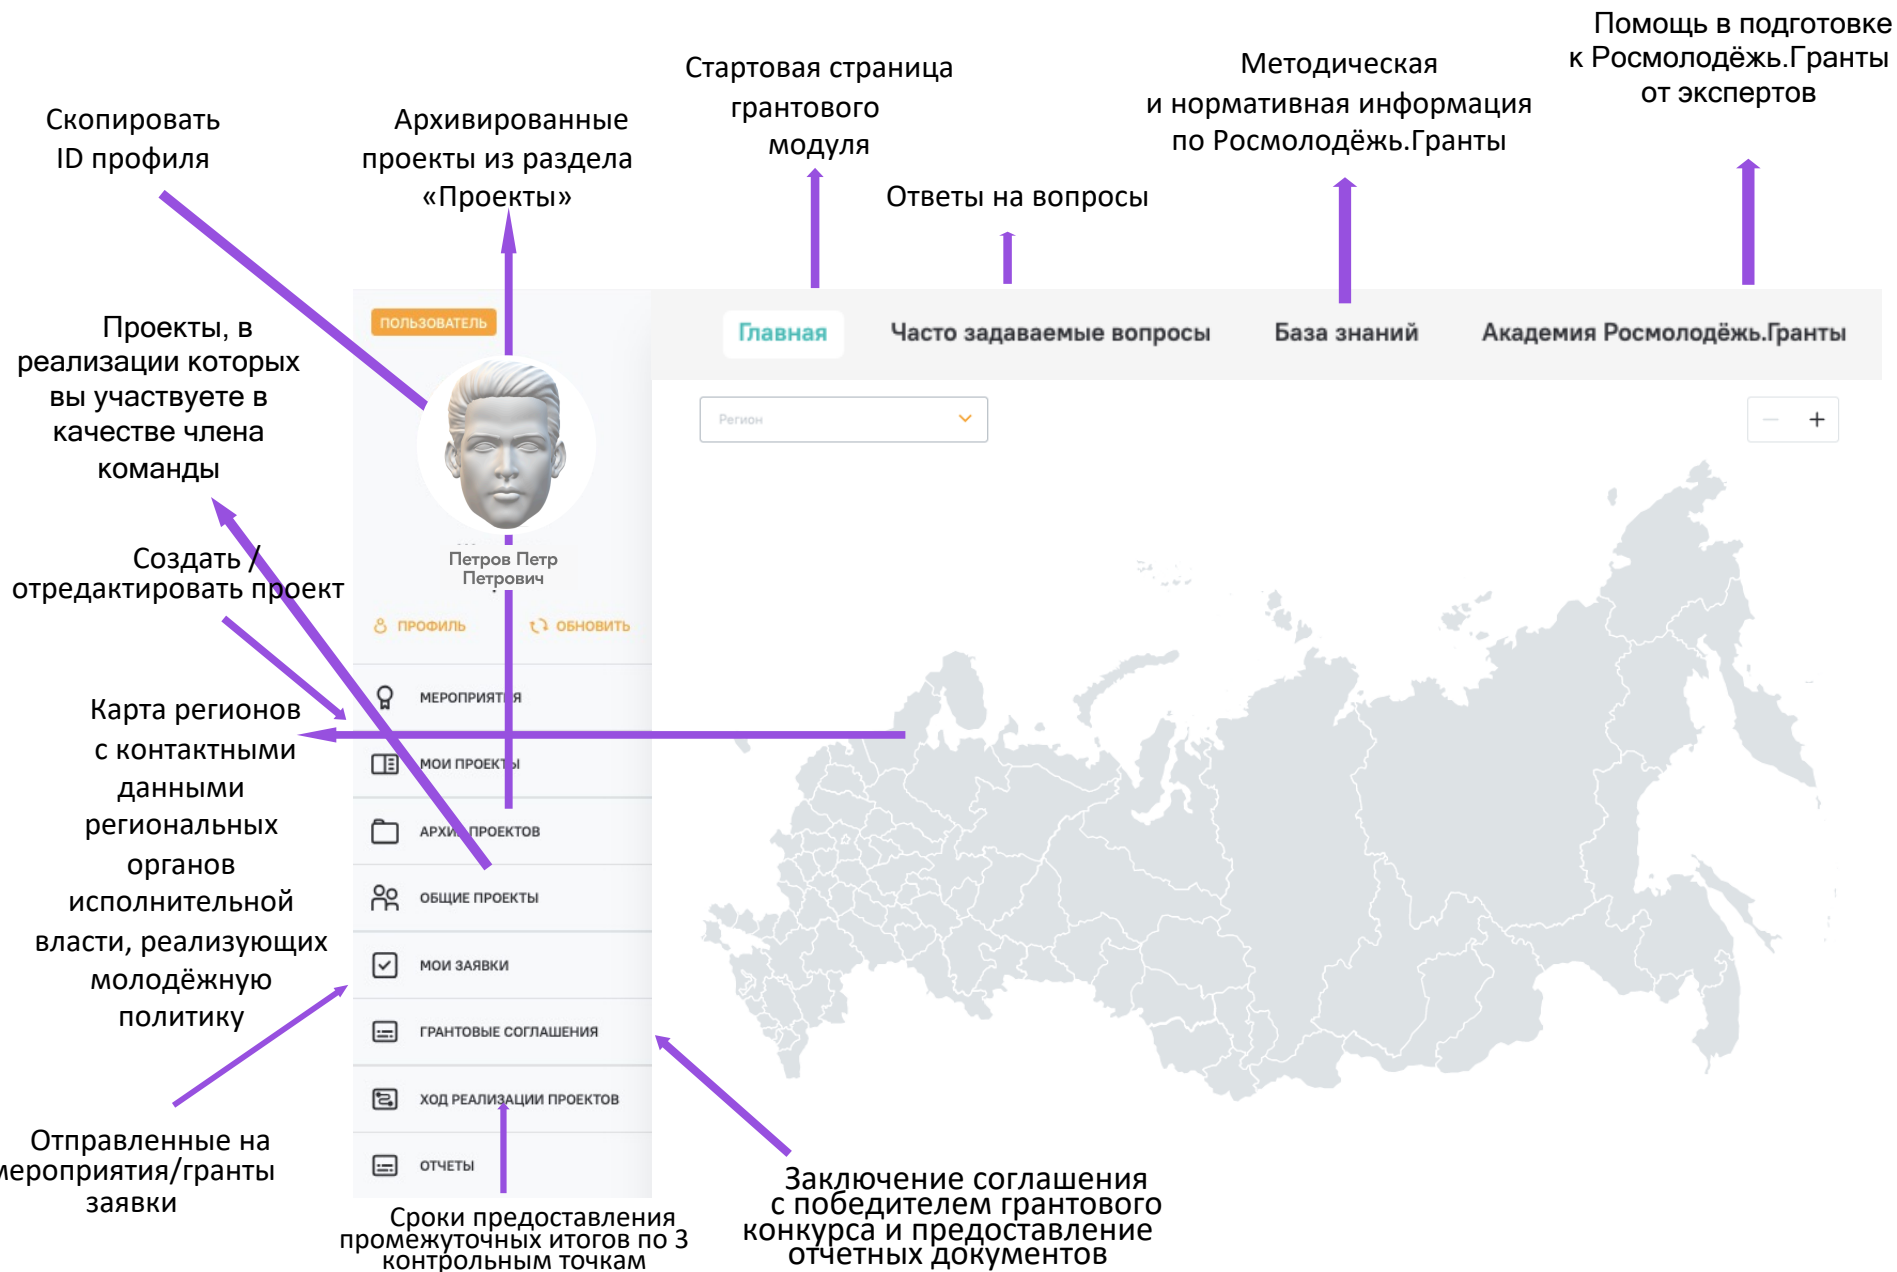 Помощь в подготовке
к Росмолодёжь.Гранты
от экспертов
Стартовая страница
грантового
модуля
Методическая
и нормативная информация
по Росмолодёжь.Гранты
Скопировать
ID профиля
Архивированные
проекты из раздела
«Проекты»
Ответы на вопросы
Проекты, в
реализации которых
вы участвуете в
качестве члена
команды
Создать /
отредактировать проект
Карта регионов
с контактными
данными
региональных
органов
исполнительной
власти, реализующих
молодёжную
политику
Отправленные на
мероприятия/гранты
заявки
ПОЛЬЗОВАТЕЛЬ
Петров Петр
Петрович
ПРОФИЛЬ
ОБНОВИТЬ
МЕРОПРИЯТИЯ
МОИ ПРОЕКТЫ
АРХИВ ПРОЕКТОВ
ОБЩИЕ ПРОЕКТЫ
МОИ ЗАЯВКИ
ГРАНТОВЫЕ СОГЛАШЕНИЯ
ХОД РЕАЛИЗАЦИИ ПРОЕКТОВ
ОТЧЕТЫ
Главная
Часто задаваемые вопросы
База знаний
Академия Росмолодёжь.Гранты
Регион
Сроки предоставления
промежуточных итогов по 3
контрольным точкам
Заключение соглашения
с победителем грантового
конкурса и предоставление
отчетных документов